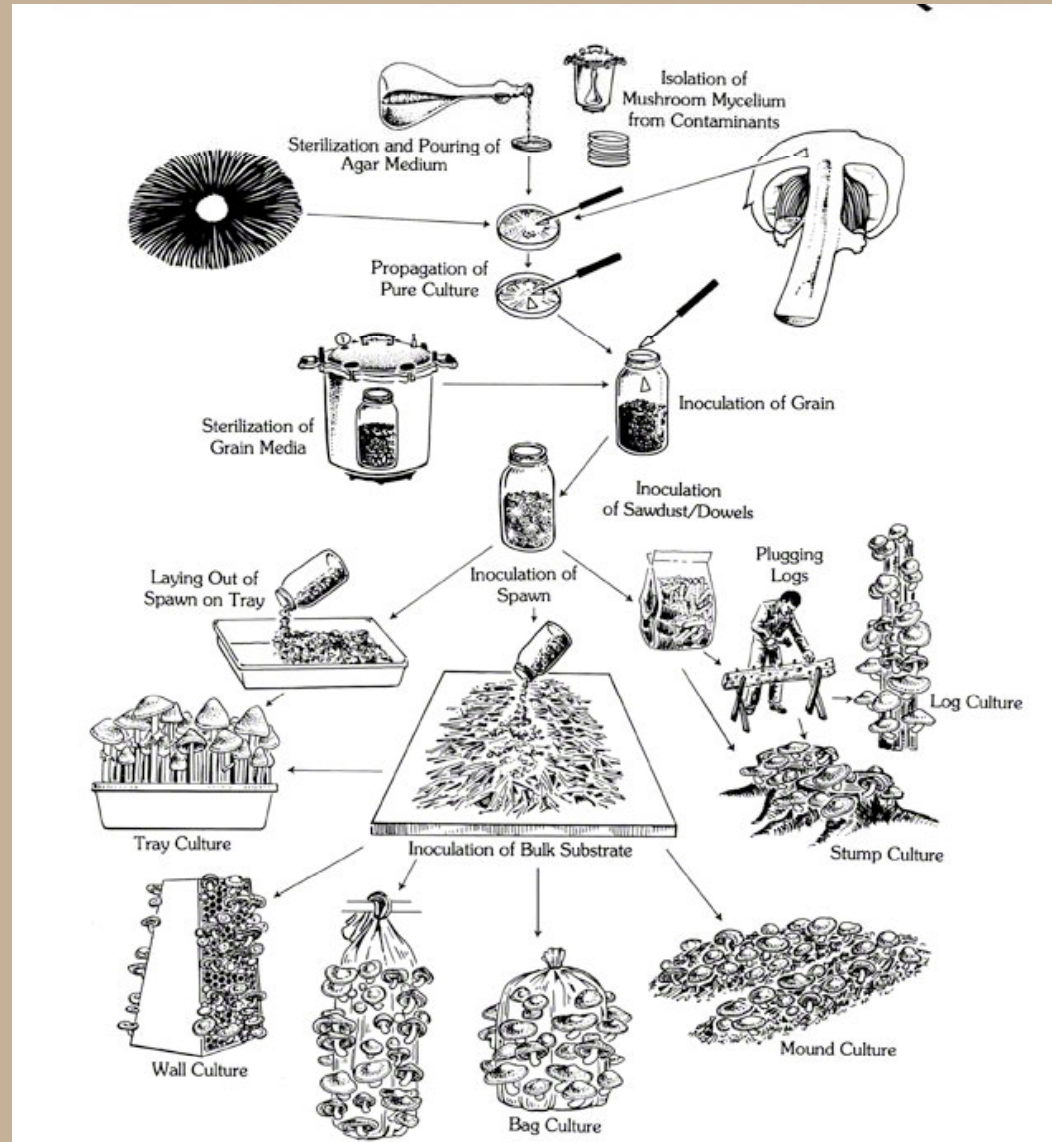 Isolation of
Mushroom Mycelium
from Contaminants
Sterilization and Pouring of
Agar Medium
Propagation of
Pure Culture
Sterilization of
Grain Media
Inoculation of Grain
Inoculation
of Sawdust/Dowels
Plugging
Logs
Laying Out of
Spawn on Tray
Inoculation of
Spawn
Log Culture
Tray Culture
Inoculation of Bulk Substrate
Stump Culture
Wall Culture
Mound Culture
Bag Culture